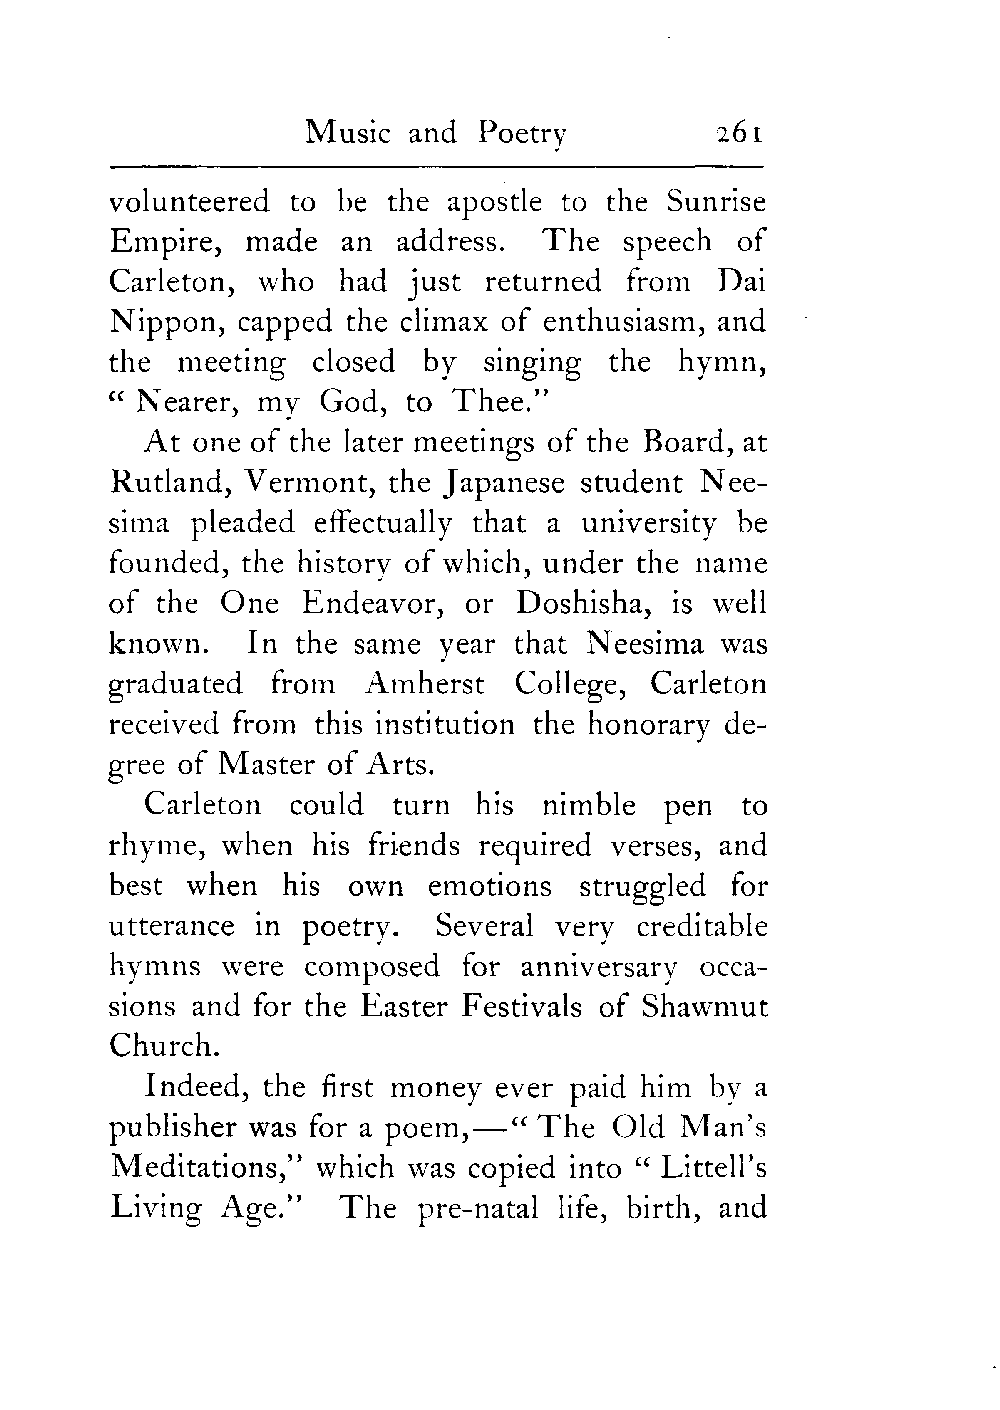 Music and Poetry 261
volunteered to be the apostle to the Sunrise
Empire, made an address. The speech of
Carleton, who had just returned from Dai
Nippon, capped the climax of enthusiasm, and
the meeting closed by singing the hymn,
“ Nearer, my God, to Thee.”
At one of the later meetings of the Board, at
Rutland, Vermont, the Japanese student Nee-
sima pleaded effectually that a university be
founded, the history of which, under the name
of the One Endeavor, or Doshisha, is well
known. In the same year that Neesima was
graduated from Amherst College, Carleton
received from this institution the honorary de-
gree of Master of Arts.
Carleton could turn his nimble pen to
rhyme, when his friends required verses, and
best when his own emotions struggled for
utterance in poetry. Several very creditable
hymns were composed for anniversary occa-
sions and for the Easter Festivals of Shawmut
Church.
Indeed, the first money ever paid him by a
publisher was for a poem,—“ The Old Man’s
Meditations,” which was copied into “ Littell’s
Living Age.” The pre-natal life, birth, and